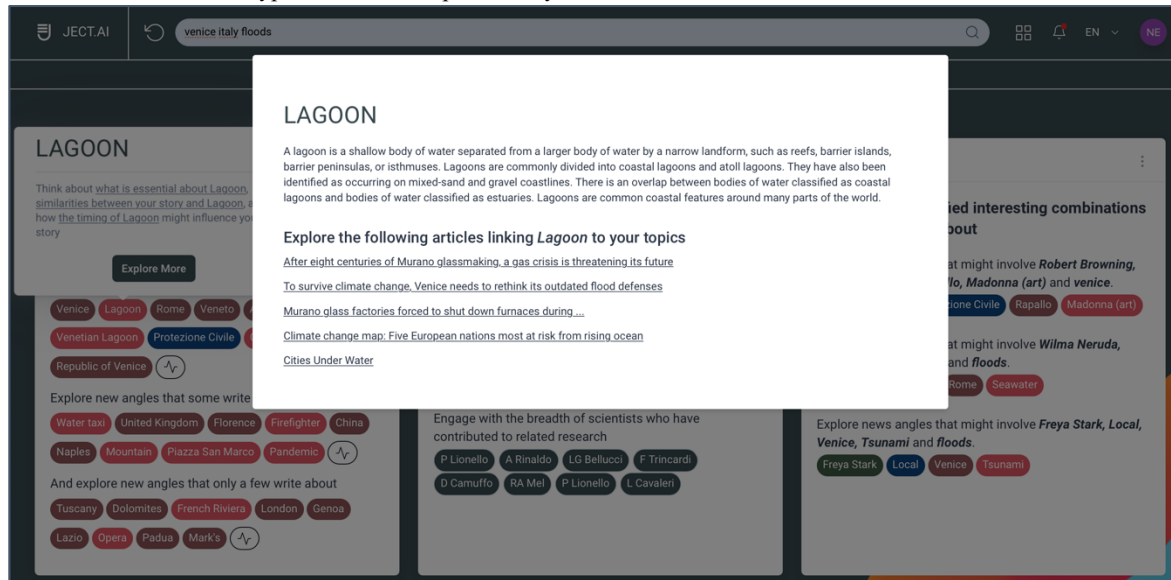 JECT.AI
venice italy floods
EN
NE
LAGOON
A lagoon is a shallow body of water separated from a larger body of water by a narrow landform, such as reefs, barrier islands,
barrier peninsulas, or isthmuses. Lagoons are commonly divided into coastal lagoons and atoll lagoons. They have also been
identified as occurring on mixed-sand and gravel coastlines. There is an overlap between bodies of water classified as coastal
lagoons and bodies of water classified as estuaries. Lagoons are common coastal features around many parts of the world.
Explore the following articles linking Lagoon to your topics
After eight centuries of Murano glassmaking, a gas crisis is threatening its future
To survive climate change, Venice needs to rethink its outdated flood defenses
Murano glass factories forced to shut down furnaces during ...
Climate change map: Five European nations most at risk from rising ocean
Cities Under Water
LAGOON
Think about what is essential about Lagoon,
similarities between your story and Lagoon,
how the timing of Lagoon might influence
story
Explore More
Venice Lagoon Rome Veneto
Venetian Lagoon Protezione Civile
Republic of Venice
Explore new angles that some write
Water taxi United Kingdom Florence Firefighter China
Naples Mountain Piazza San Marco Pandemic
And explore new angles that only a few write about
Tuscany Dolomites French Riviera London Genoa
Lazio Opera Padua Mark's
Engage with the breadth of scientists who have
contributed to related research
P Lionello A Rinaldo LG Bellucci F Trincardi
D Camuffo RA Mel P Lionello L Cavaleri
interesting combinations
that might involve Robert Browning,
Madonna (art) and venice.
Civile Rapallo Madonna (art)
that might involve Wilma Neruda,
and floods.
Rome Seawater
Explore news angles that might involve Freya Stark, Local,
Venice, Tsunami and floods.
Freya Stark Local Venice Tsunami